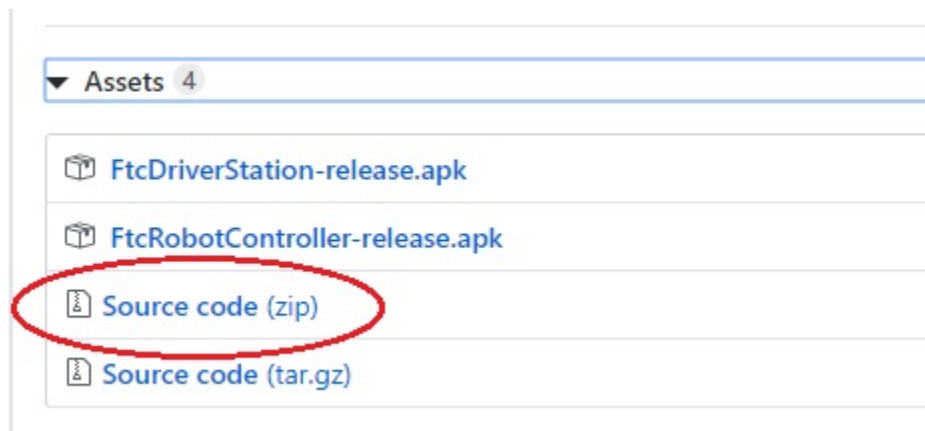 Assets 4
FtcDriverStation-release.apk
FtcRobotController-release.apk
Source code (zip)
Source code (tar.gz)